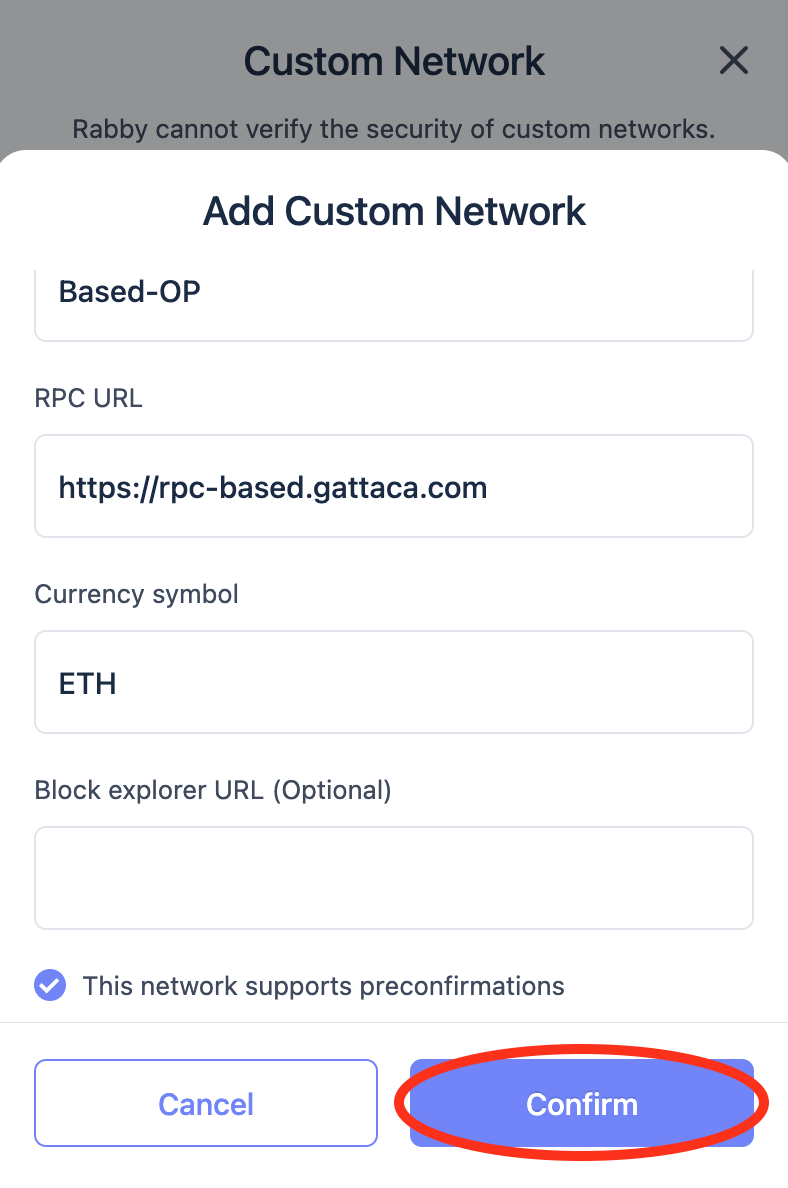 Custom Network
Rabby cannot verify the security of custom networks.
Add Custom Network
Based-OP
RPC URL
https://rpc-based.gattaca.com
Currency symbol
ETH
Block explorer URL (Optional)
This network supports preconfirmations
Cancel
Confirm